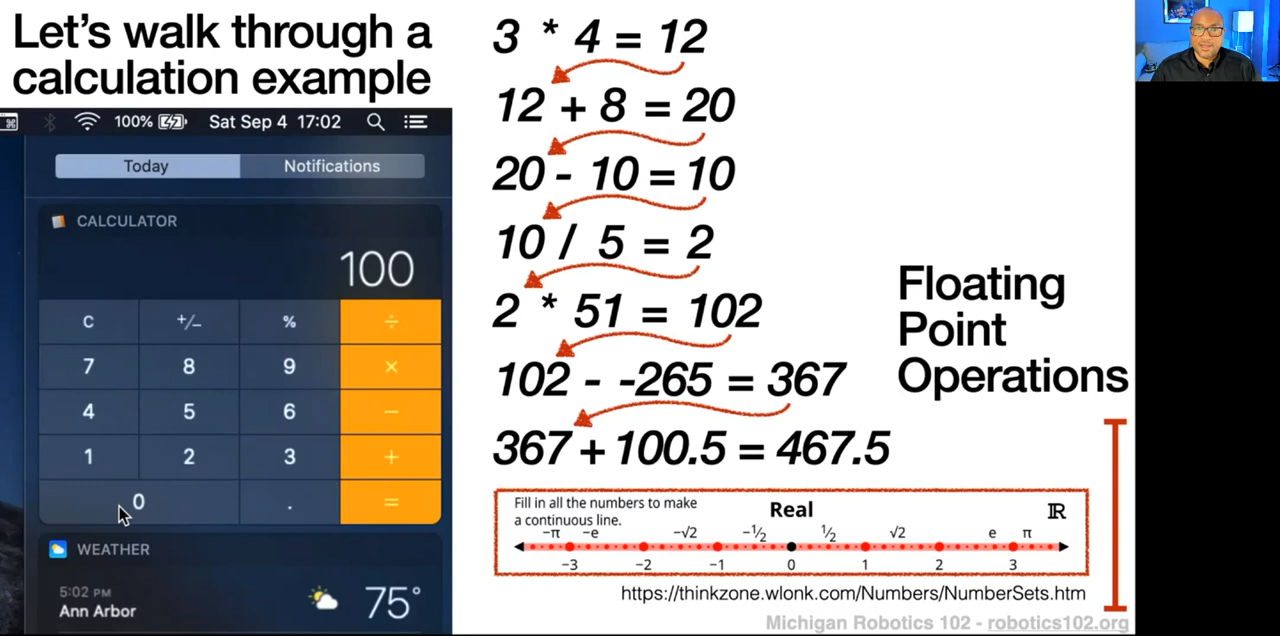 Let's walk through a
calculation example
100% Sat Sep 4 17:02
Today Notifications
CALCULATOR
100
C +/− % ÷
7 8 9 ×
4 5 6 −
1 2 3 +
0 . =
WEATHER
5:02 PM
Ann Arbor
75°
3 * 4 = 12
12 + 8 = 20
20 - 10 = 10
10 / 5 = 2
2 * 51 = 102
102 - -265 = 367
367 + 100.5 = 467.5
Floating
Point
Operations
Fill in all the numbers to make
a continuous line.
Real ℝ
−π −e −√2 −½ ½ √2 e π
−3 −2 −1 0 1 2 3
https://thinkzone.wlonk.com/Numbers/NumberSets.htm
Michigan Robotics 102 - robotics102.org